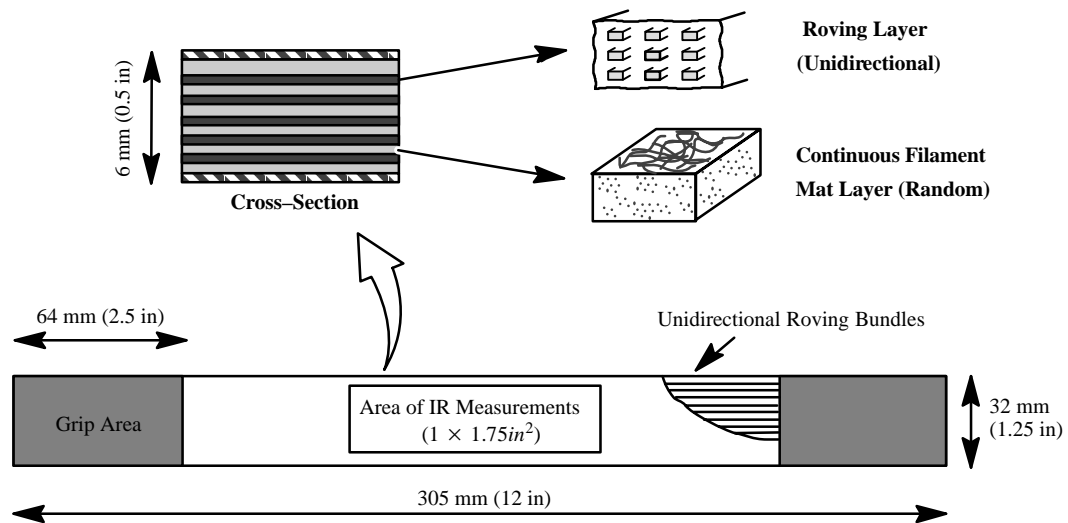 6 mm (0.5 in)
Cross–Section
Roving Layer
(Unidirectional)
Continuous Filament
Mat Layer (Random)
64 mm (2.5 in)
Unidirectional Roving Bundles
Grip Area
Area of IR Measurements
(1 × 1.75in²)
32 mm
(1.25 in)
305 mm (12 in)